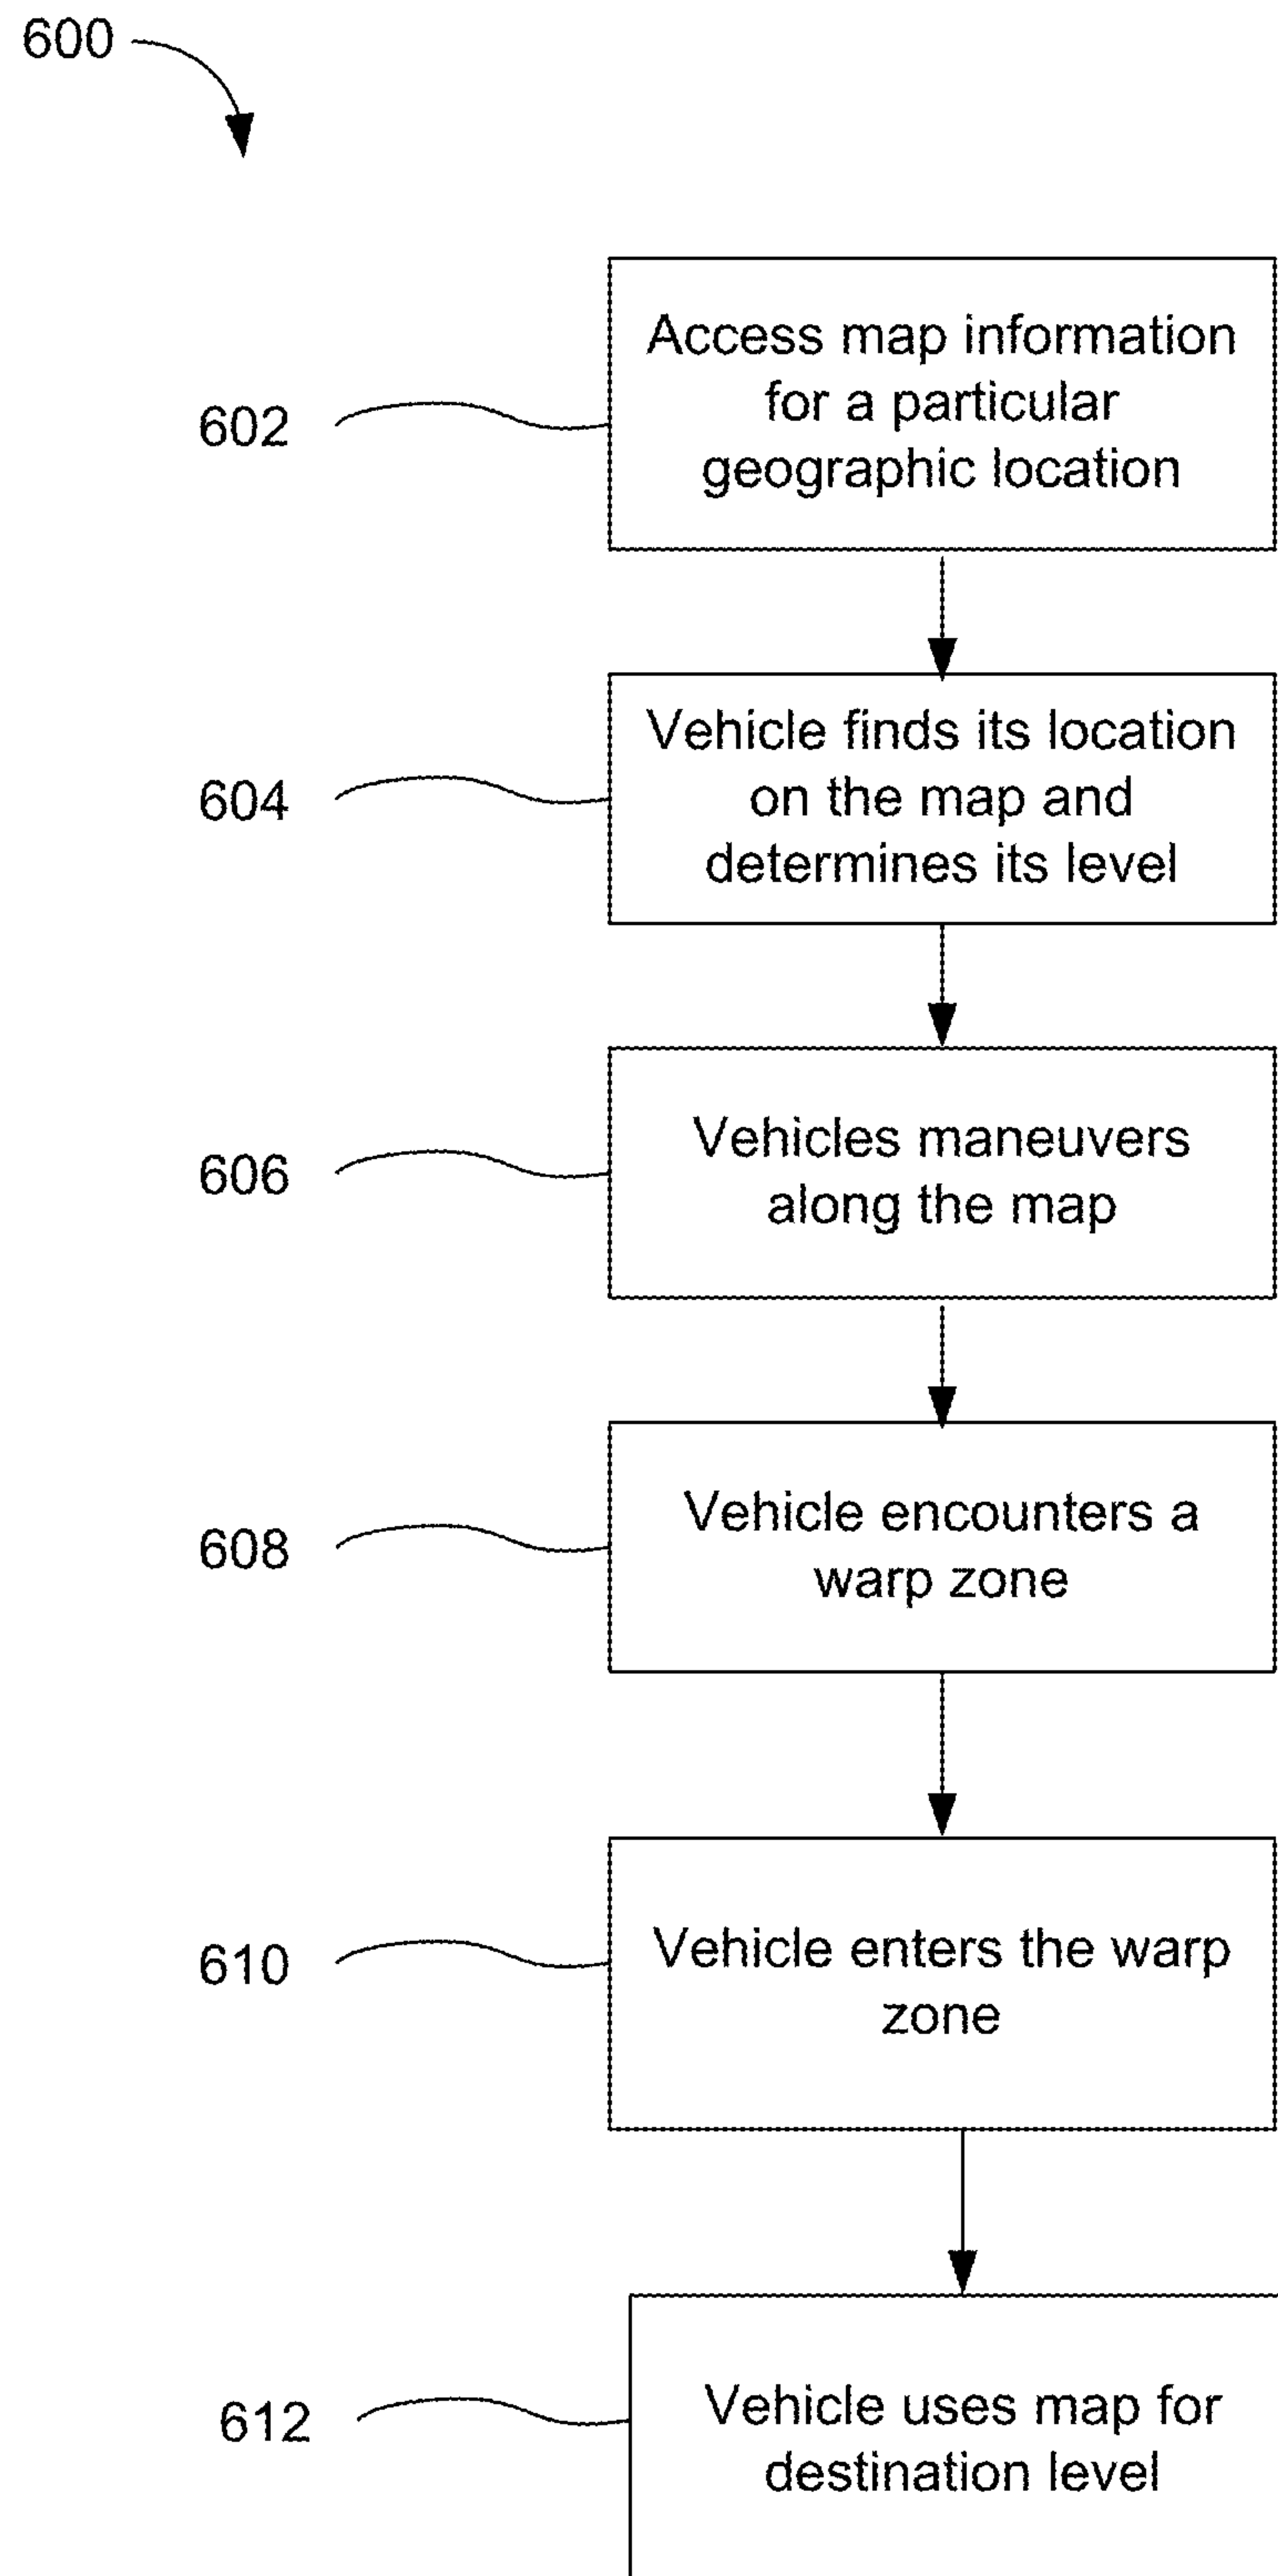 600
602
Access map information
for a particular
geographic location
604
Vehicle finds its location
on the map and
determines its level
606
Vehicles maneuvers
along the map
608
Vehicle encounters a
warp zone
610
Vehicle enters the warp
zone
612
Vehicle uses map for
destination level